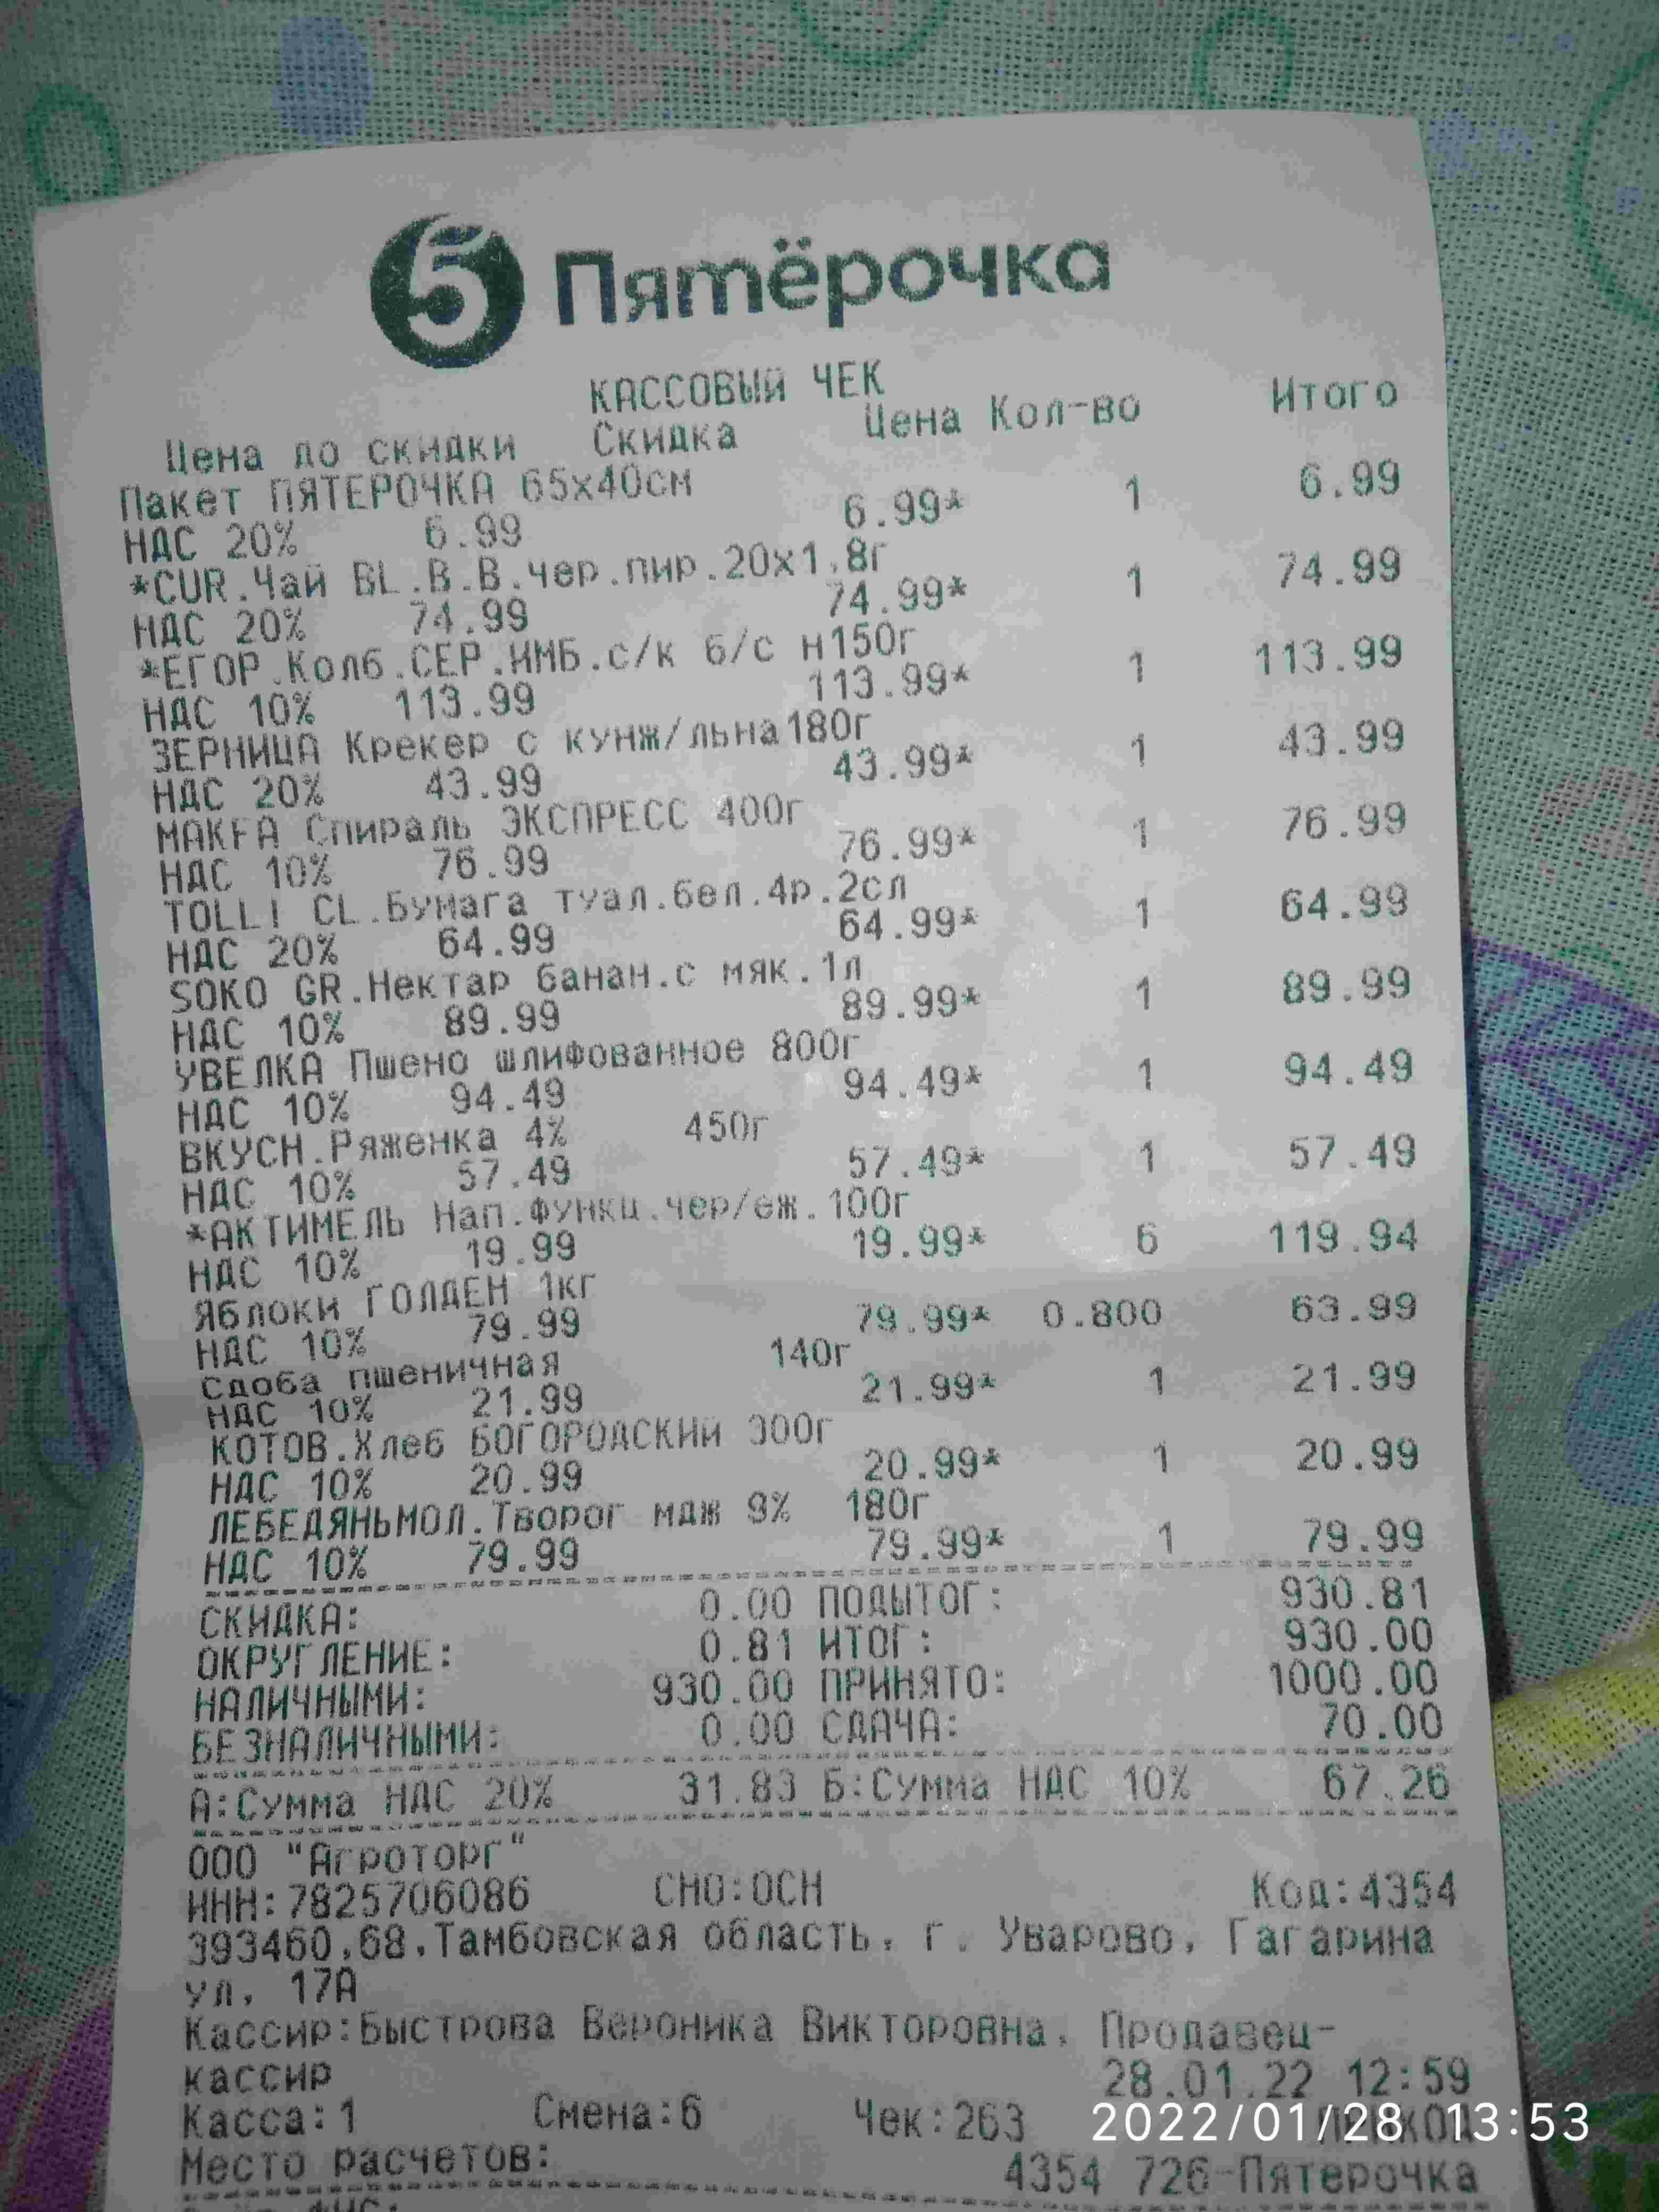 5 Пятёрочка
КАССОВЫЙ ЧЕК
Цена до скидки Скидка Цена Кол-во Итого
Пакет ПЯТЕРОЧКА 65х40см
НДС 20% 6.99 6.99* 1 6.99
*CUR.Чай BL.B.B.чер.пир.20х1,8г
НДС 20% 74.99 74.99* 1 74.99
*ЕГОР.Колб.СЕР.ИМБ.с/к б/с н150г
НДС 10% 113.99 113.99* 1 113.99
ЗЕРНИЦА Крекер с кунж/льна180г
НДС 20% 43.99 43.99* 1 43.99
MAKFA Спираль ЭКСПРЕСС 400г
НДС 10% 76.99 76.99* 1 76.99
TOLLI CL.Бумага туал.бел.4р.2сл
НДС 20% 64.99 64.99* 1 64.99
SOKO GR.Нектар банан.с мяк.1л
НДС 10% 89.99 89.99* 1 89.99
УВЕЛКА Пшено шлифованное 800г
НДС 10% 94.49 94.49* 1 94.49
ВКУСН.Ряженка 4% 450г
НДС 10% 57.49 57.49* 1 57.49
*АКТИМЕЛЬ Нап.функц.чер/еж.100г
НДС 10% 19.99 19.99* 6 119.94
Яблоки ГОЛДЕН 1кг
НДС 10% 79.99 79.99* 0.800 63.99
Сдоба пшеничная 140г
НДС 10% 21.99 21.99* 1 21.99
КОТОВ.Хлеб БОГОРОДСКИЙ 300г
НДС 10% 20.99 20.99* 1 20.99
ЛЕБЕДЯНЬМОЛ.Творог мдж 9% 180г
НДС 10% 79.99 79.99* 1 79.99
СКИДКА: 0.00 ПОДЫТОГ: 930.81
ОКРУГЛЕНИЕ: 0.81 ИТОГ: 930.00
НАЛИЧНЫМИ: 930.00 ПРИНЯТО: 1000.00
БЕЗНАЛИЧНЫМИ: 0.00 СДАЧА: 70.00
А:Сумма НДС 20% 31.83 Б:Сумма НДС 10% 67.26
ООО "Агроторг"
ИНН:7825706086 СНО:ОСН Код:4354
393460,68,Тамбовская область, г. Уварово, Гагарина
ул, 17А
Кассир:Быстрова Вероника Викторовна, Продавец-
кассир 28.01.22 12:59
Касса:1 Смена:6 Чек:263
2022/01/28 13:53
Место расчетов: 4354 726-Пятерочка